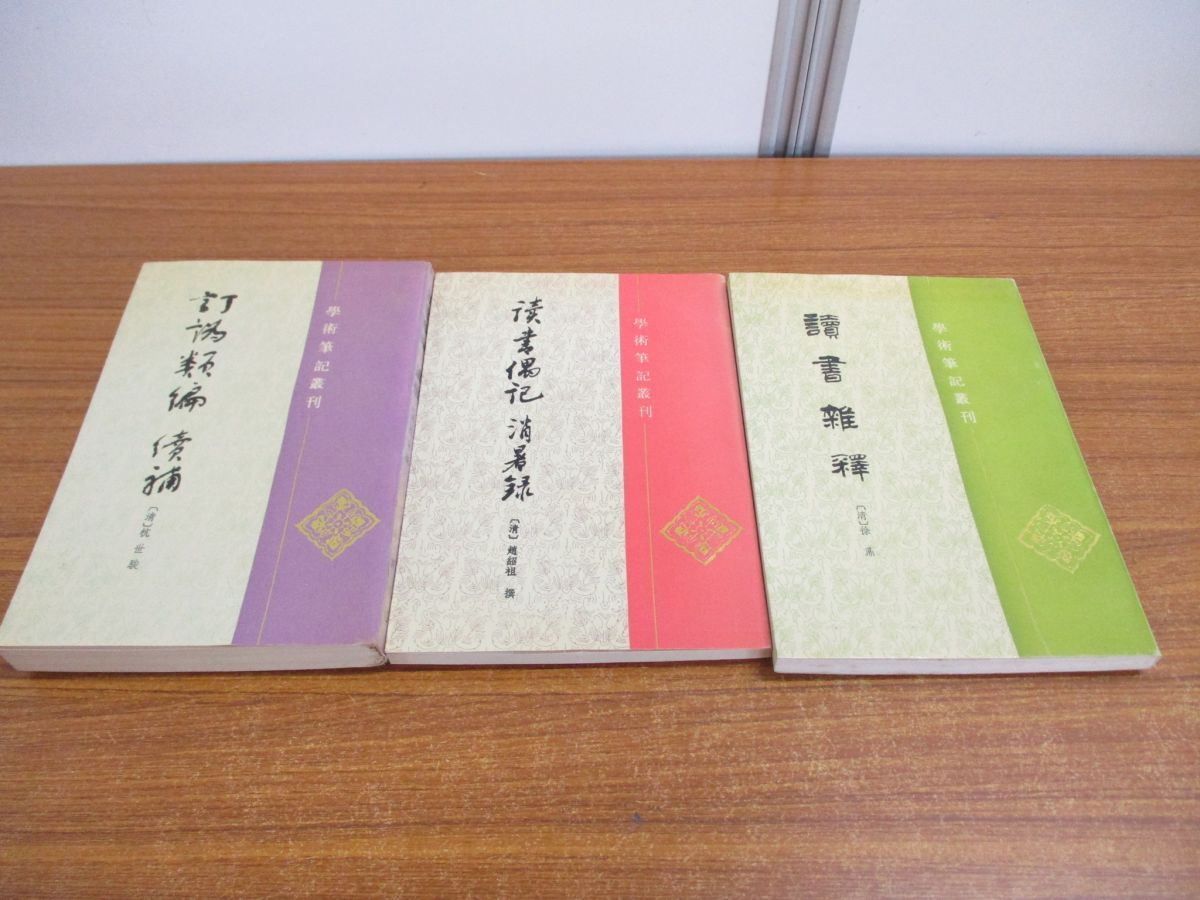 訂譌類編 續補
〔清〕杭世駿
學術筆記叢刊
读書偶记 消暑録
〔清〕趙紹祖 撰
學術筆記叢刊
讀書雜釋
〔清〕徐鼒
學術筆記叢刊